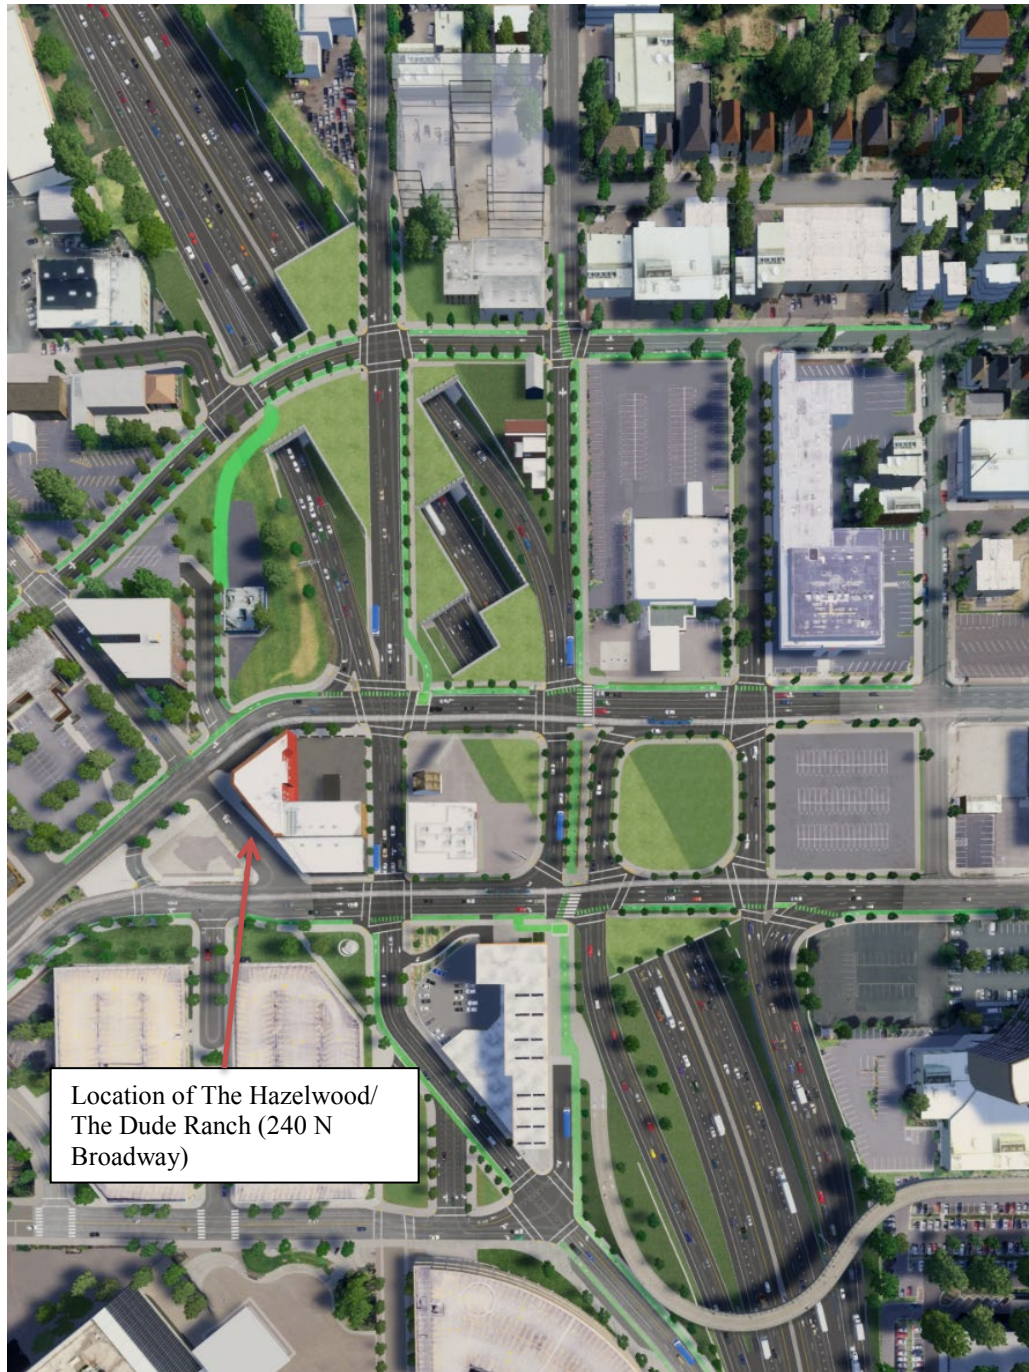 Location of The Hazelwood/
The Dude Ranch (240 N
Broadway)